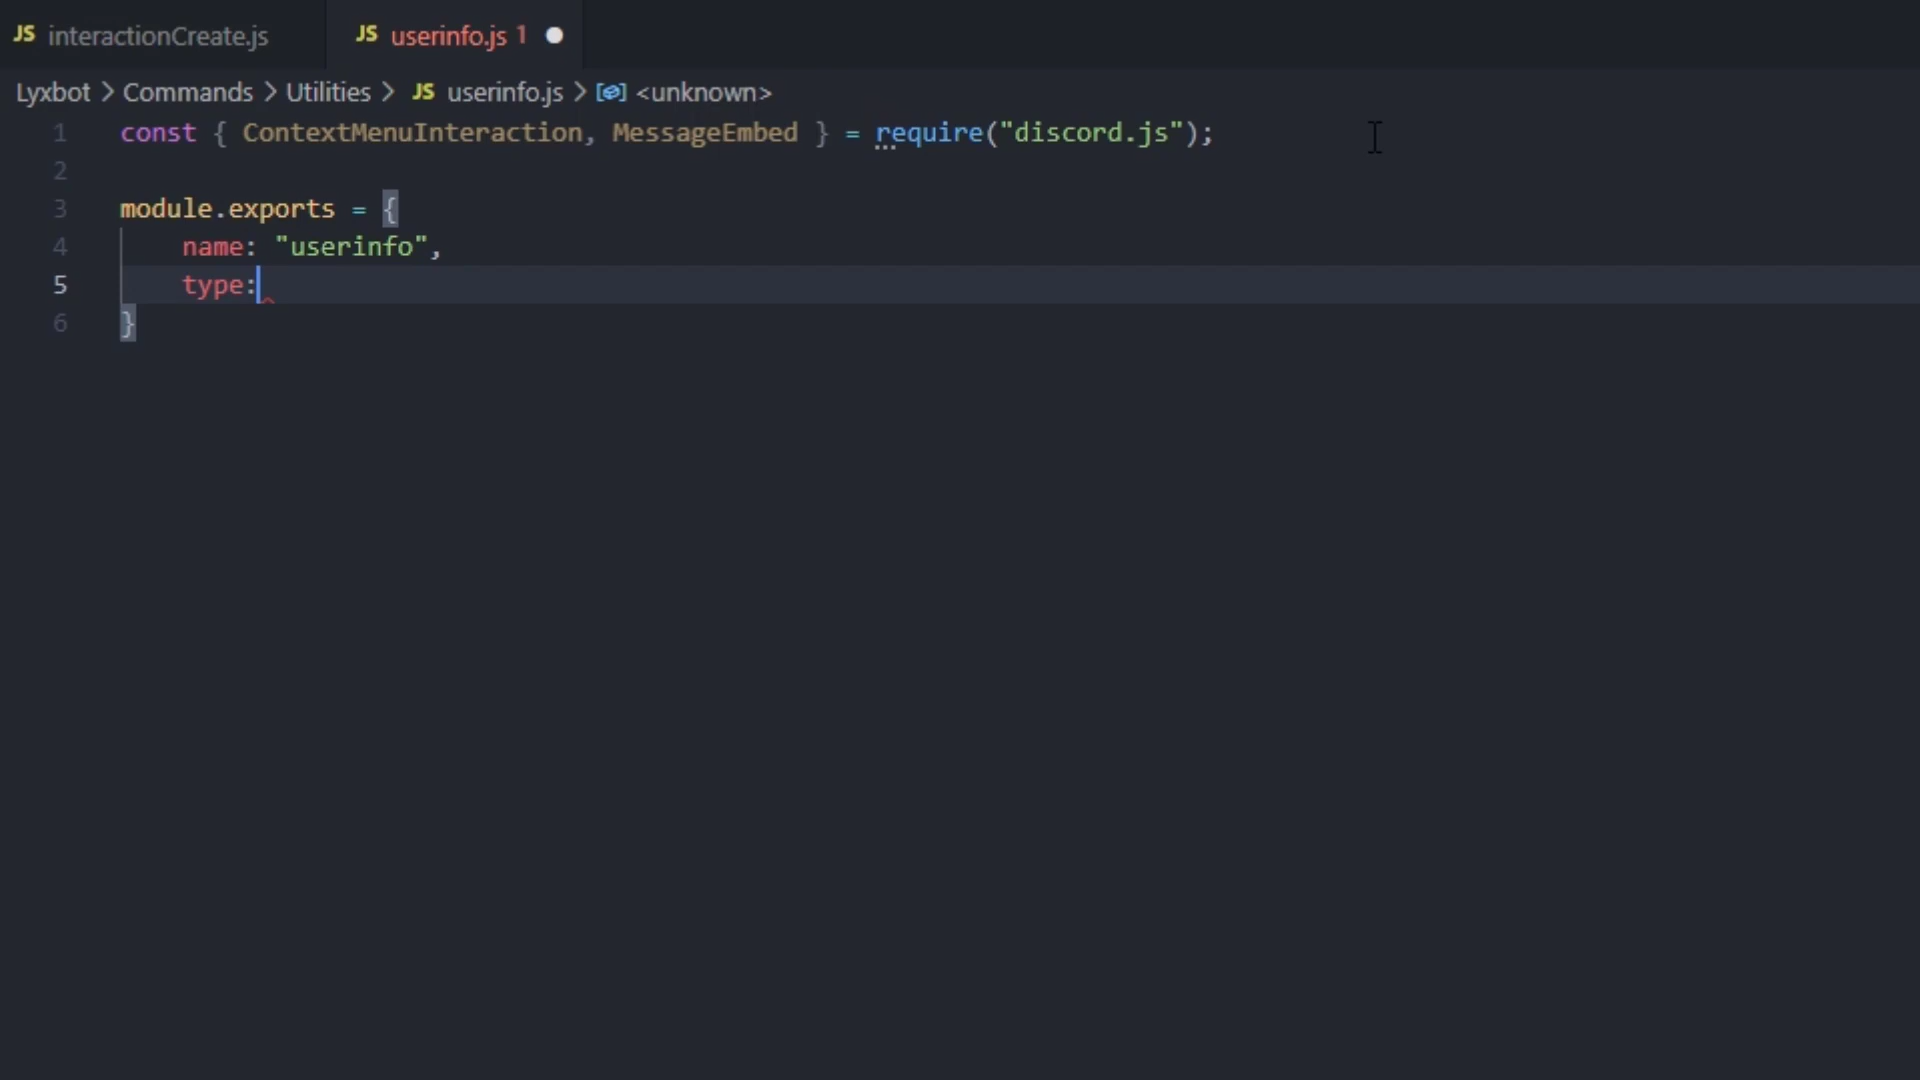 JS interactionCreate.js JS userinfo.js 1
Lyxbot > Commands > Utilities > JS userinfo.js > <unknown>
1 const { ContextMenuInteraction, MessageEmbed } = require("discord.js");
2
3 module.exports = {
4 name: "userinfo",
5 type:
6 }